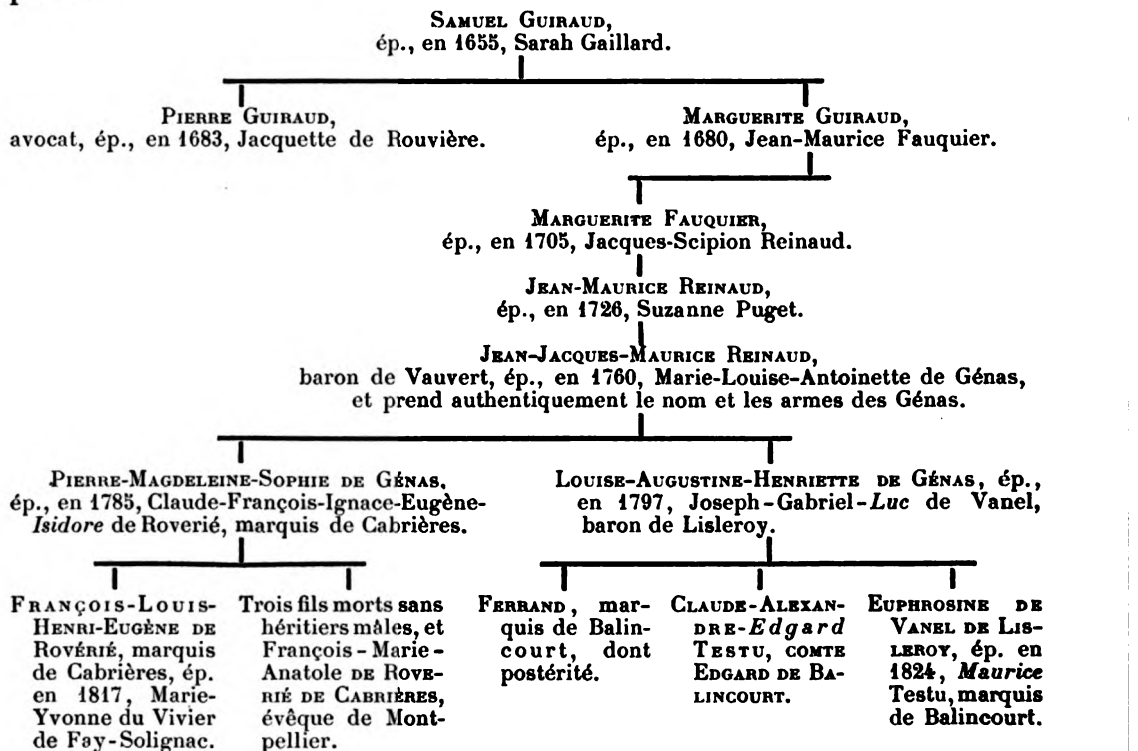 SAMUEL GUIRAUD,
ép., en 1655, Sarah Gaillard.
PIERRE GUIRAUD,
avocat, ép., en 1683, Jacquette de Rouvière.
MARGUERITE GUIRAUD,
ép., en 1680, Jean-Maurice Fauquier.
MARGUERITE FAUQUIER,
ép., en 1705, Jacques-Scipion Reinaud.
JEAN-MAURICE REINAUD,
ép., en 1726, Suzanne Puget.
JEAN-JACQUES-MAURICE REINAUD,
baron de Vauvert, ép., en 1760, Marie-Louise-Antoinette de Génas,
et prend authentiquement le nom et les armes des Génas.
PIERRE-MAGDELEINE-SOPHIE DE GÉNAS,
ép., en 1785, Claude-François-Ignace-Eugène-
Isidore de Roverié, marquis de Cabrières.
LOUISE-AUGUSTINE-HENRIETTE DE GÉNAS, ép.,
en 1797, Joseph-Gabriel-Luc de Vanel,
baron de Lisleroy.
FRANÇOIS-LOUIS-
HENRI-EUGÈNE DE
ROVÉRIÉ, marquis
de Cabrières, ép.
en 1817, Marie-
Yvonne du Vivier
de Fay-Solignac.
Trois fils morts sans
héritiers mâles, et
François-Marie-
Anatole DE ROVE-
RIÉ DE CABRIÈRES,
évêque de Mont-
pellier.
FERRAND, mar-
quis de Balin-
court, dont
postérité.
CLAUDE-ALEXAN-
DRE-Edgard
TESTU, COMTE
EDGARD DE BA-
LINCOURT.
EUPHROSINE DE
VANEL DE LIS-
LEROY, ép. en
1824, Maurice
Testu, marquis
de Balincourt.